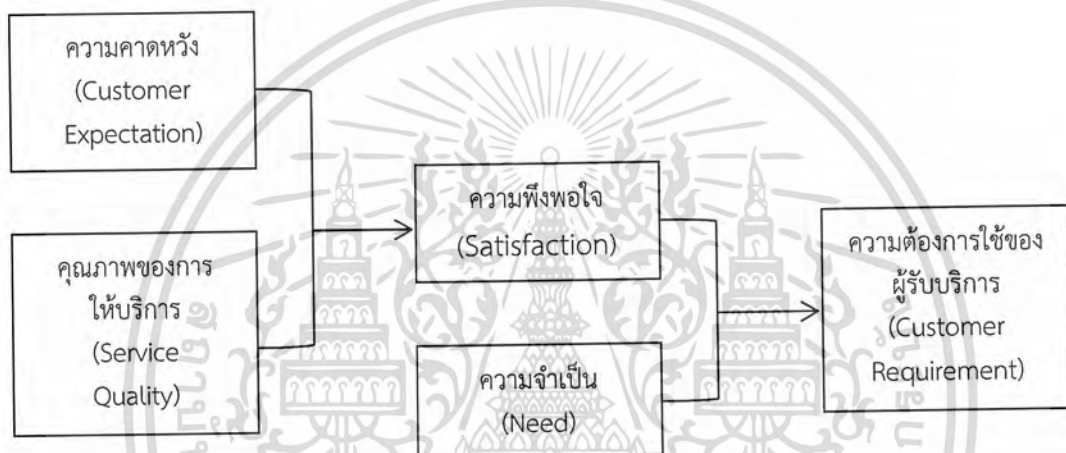 ความคาดหวัง
(Customer
Expectation)
คุณภาพของการ
ให้บริการ
(Service
Quality)
ความพึงพอใจ
(Satisfaction)
ความจำเป็น
(Need)
ความต้องการใช้ของ
ผู้รับบริการ
(Customer
Requirement)